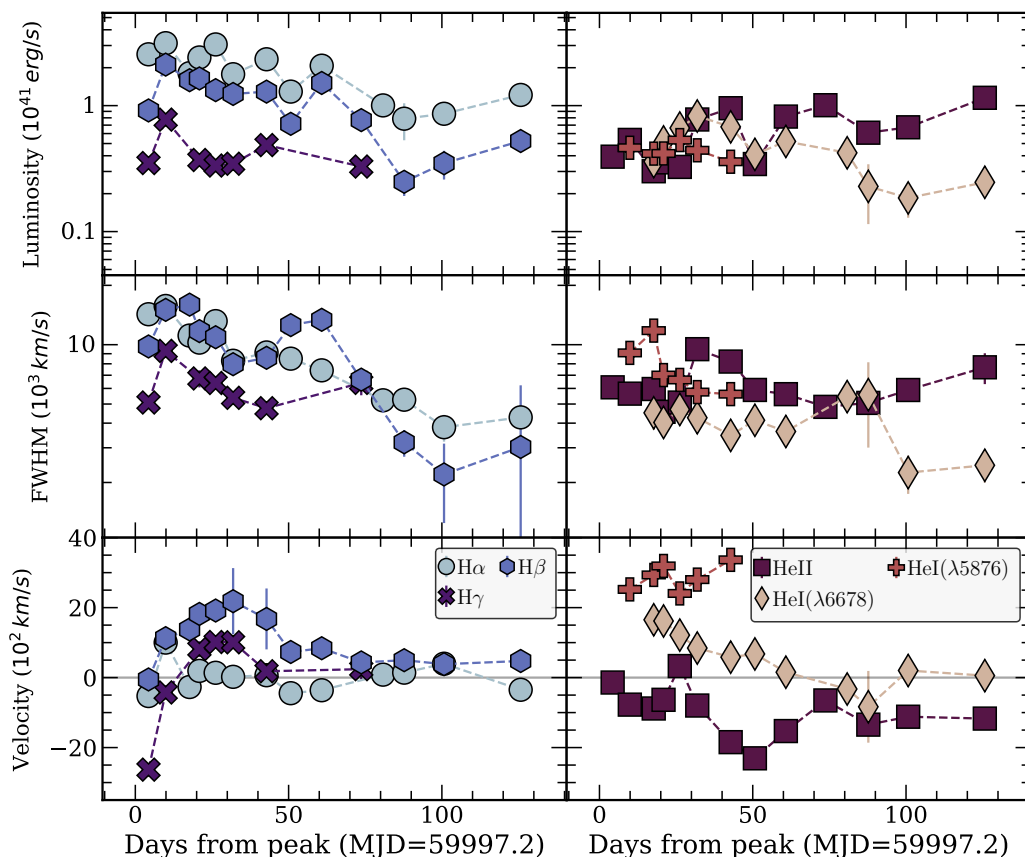 Luminosity (10^41 erg/s)
1
0.1
FWHM (10^3 km/s)
10
Velocity (10^2 km/s)
40
20
0
−20
Hα Hβ
Hγ
HeII HeI(λ5876)
HeI(λ6678)
0 50 100
0 50 100
Days from peak (MJD=59997.2)
Days from peak (MJD=59997.2)